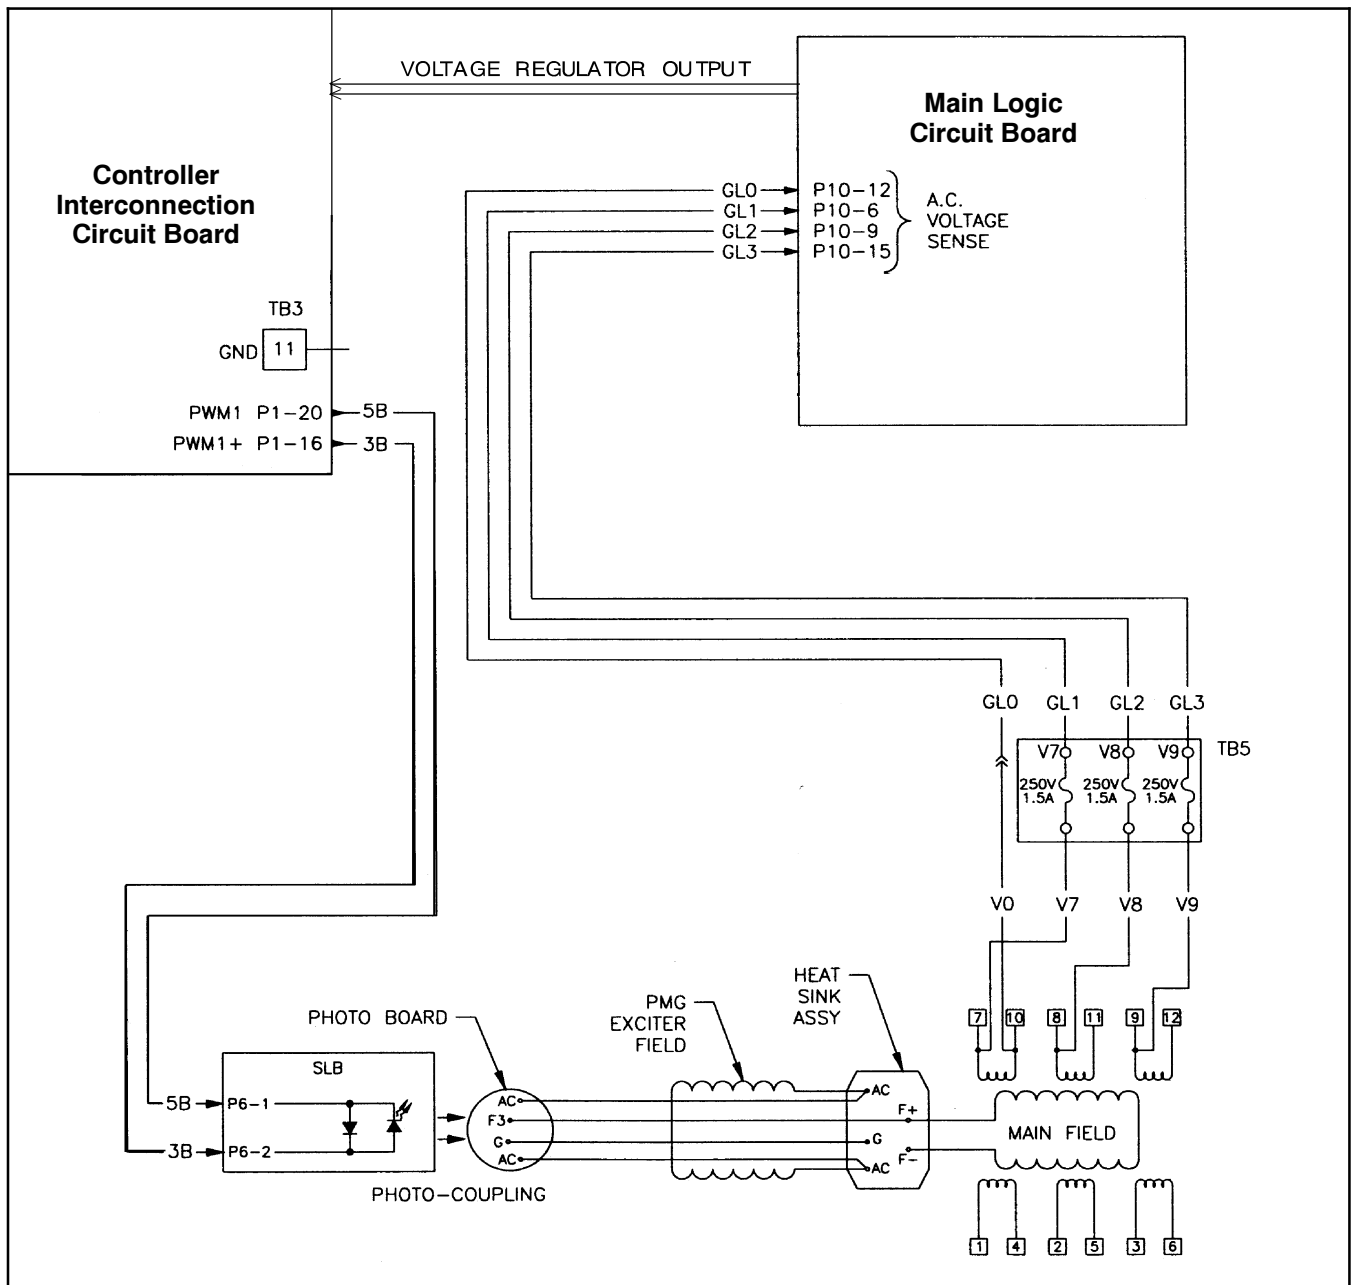 VOLTAGE REGULATOR OUTPUT
Main Logic
Circuit Board
Controller
Interconnection
Circuit Board
GL0 P10-12
GL1 P10-6
GL2 P10-9
GL3 P10-15
A.C.
VOLTAGE
SENSE
TB3
GND 11
PWM1 P1-20 5B
PWM1+ P1-16 3B
GL0 GL1 GL2 GL3
V7 V8 V9 TB5
250V 250V 250V
1.5A 1.5A 1.5A
V0 V7 V8 V9
HEAT
SINK
ASSY
PMG
EXCITER
FIELD
PHOTO BOARD
7 10 8 11 9 12
SLB
5B P6-1
3B P6-2
AC
F3
G
AC
PHOTO-COUPLING
AC
F+
G
F-
AC
MAIN FIELD
1 4 2 5 3 6